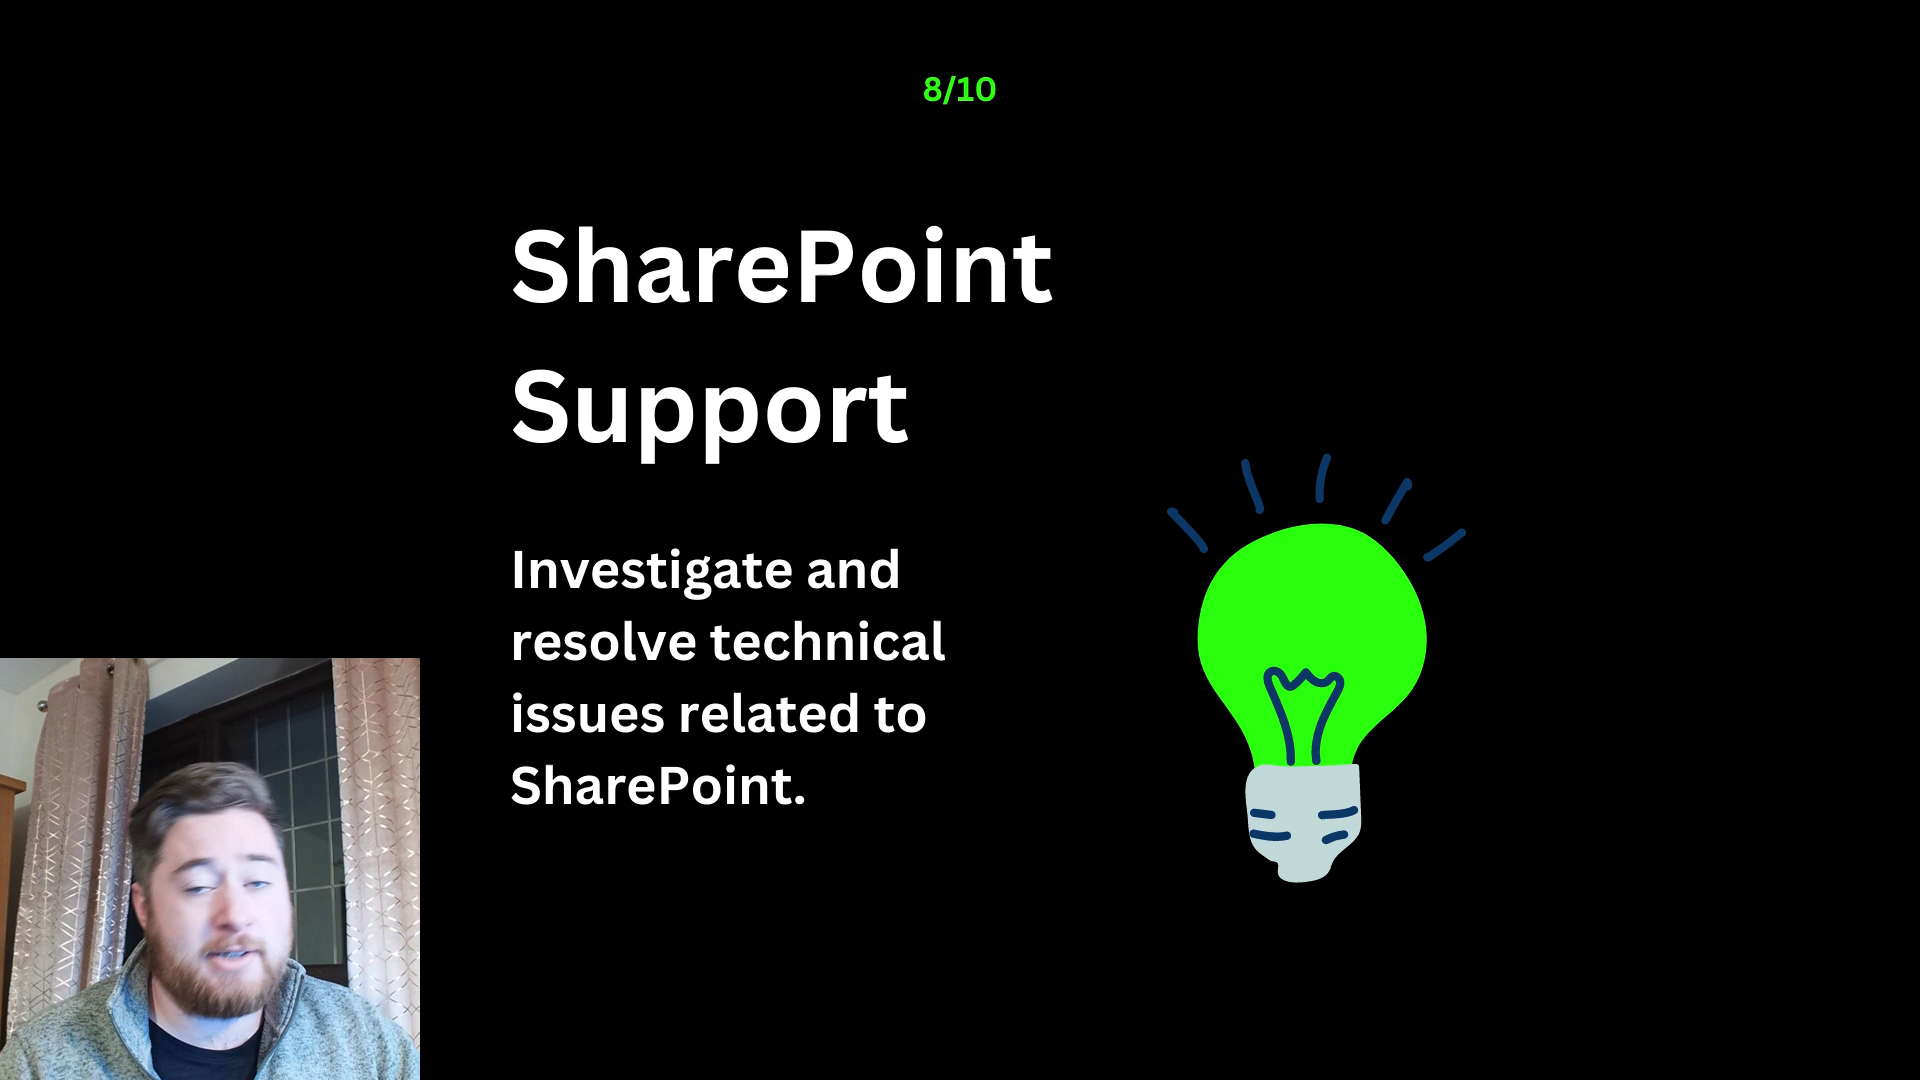 8/10
SharePoint
Support
Investigate and
resolve technical
issues related to
SharePoint.